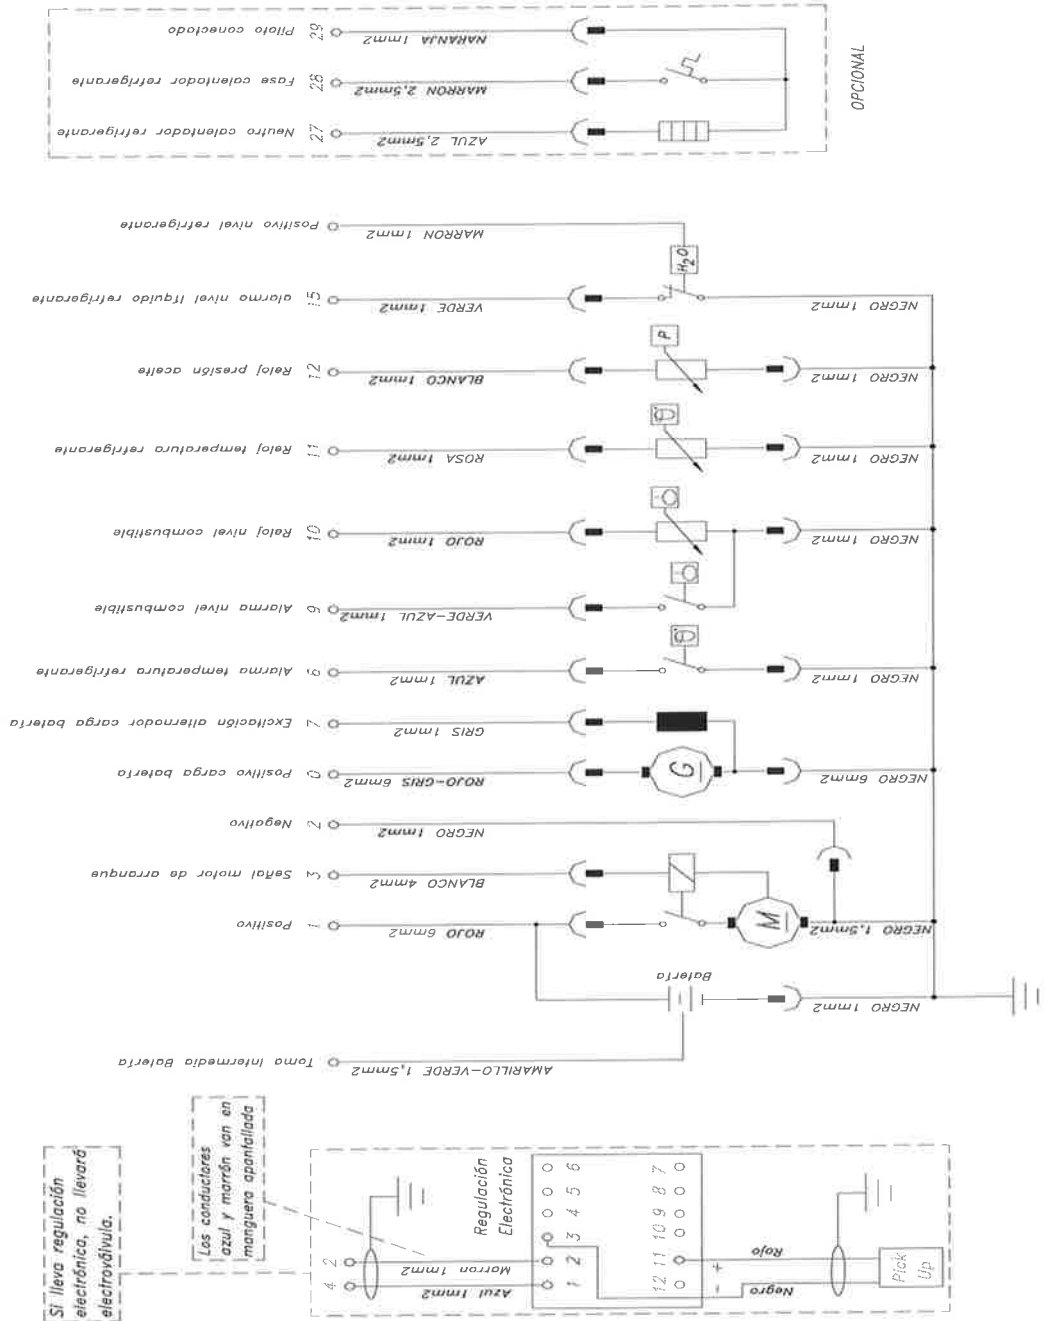 Piloto conectado
29
NARANJA 1mm2
Fase calentador refrigerante
28
MARRON 2,5mm2
Neutro calentador refrigerante
27
AZUL 2,5mm2
OPCIONAL
Positivo nivel refrigerante
MARRON 1mm2
H2O
alarma nivel líquido refrigerante
15
VERDE 1mm2
NEGRO 1mm2
P
Reloj presión aceite
12
BLANCO 1mm2
NEGRO 1mm2
Reloj temperatura refrigerante
11
ROSA 1mm2
NEGRO 1mm2
Reloj nivel combustible
10
ROJO 1mm2
NEGRO 1mm2
Alarma nivel combustible
9
VERDE-AZUL 1mm2
Alarma temperatura refrigerante
AZUL 1mm2
NEGRO 1mm2
Excitación alternador carga batería
7
GRIS 1mm2
Positivo carga batería
ROJO-GRIS 6mm2
G
NEGRO 6mm2
Negativo
2
NEGRO 1mm2
Señal motor de arranque
3
BLANCO 4mm2
Positivo
1
ROJO 6mm2
M
NEGRO 1,5mm2
Batería
NEGRO 1mm2
Toma Intermedia Batería
AMARILLO-VERDE 1,5mm2
Si lleva regulación
electrónica, no llevará
electroválvula.
Los conductores
azul y marrón van en
manguera apantallada
Regulación
Electrónica
4 2
Marron 1mm2
Azul 1mm2
1 2 3 4 5 6
12 11 10 9 8 7
+
-
Rojo
Negro
Pick
Up